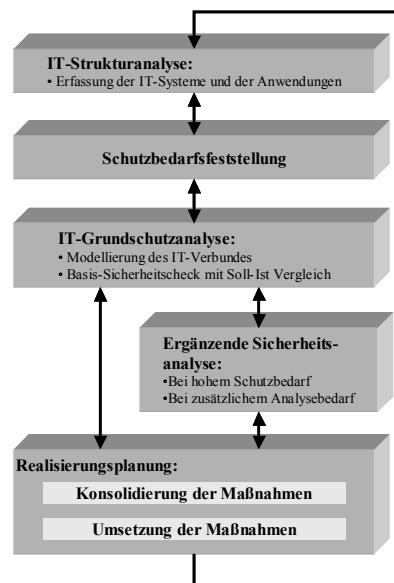 IT-Strukturanalyse:
• Erfassung der IT-Systeme und der Anwendungen
Schutzbedarfsfeststellung
IT-Grundschutzanalyse:
• Modellierung des IT-Verbundes
• Basis-Sicherheitscheck mit Soll-Ist Vergleich
Ergänzende Sicherheits-
analyse:
•Bei hohem Schutzbedarf
•Bei zusätzlichem Analysebedarf
Realisierungsplanung:
Konsolidierung der Maßnahmen
Umsetzung der Maßnahmen